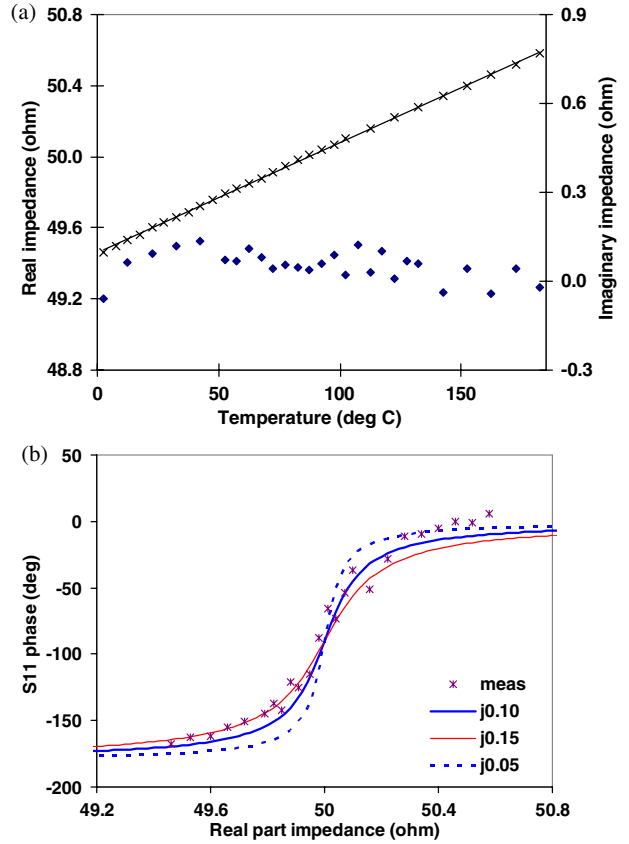 (a)
50.8
50.4
50.0
49.6
49.2
48.8
Real impedance (ohm)
0.9
0.6
0.3
0.0
-0.3
Imaginary impedance (ohm)
0 50 100 150
Temperature (deg C)
(b)
50
0
-50
-100
-150
-200
S11 phase (deg)
meas
j0.10
j0.15
j0.05
49.2 49.6 50 50.4 50.8
Real part impedance (ohm)